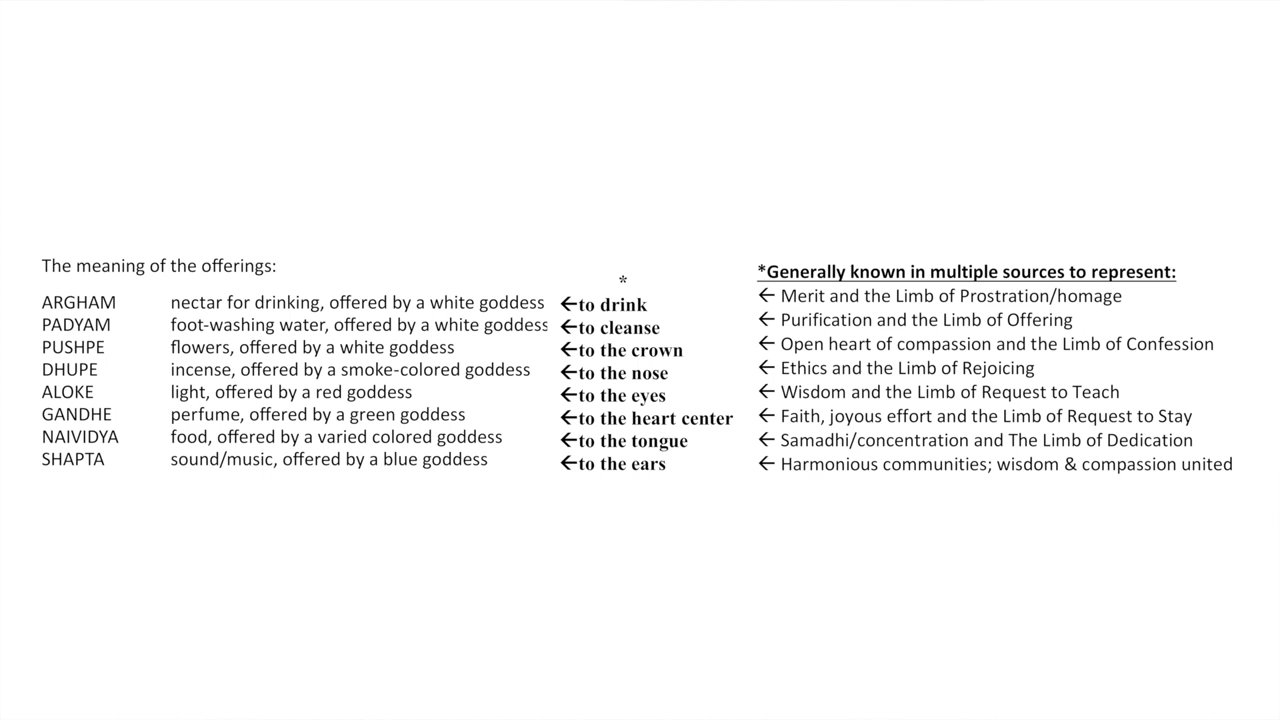 The meaning of the offerings:
*
*Generally known in multiple sources to represent:
ARGHAM nectar for drinking, offered by a white goddess ←to drink ← Merit and the Limb of Prostration/homage
PADYAM foot-washing water, offered by a white goddess ←to cleanse ← Purification and the Limb of Offering
PUSHPE flowers, offered by a white goddess ←to the crown ← Open heart of compassion and the Limb of Confession
DHUPE incense, offered by a smoke-colored goddess ←to the nose ← Ethics and the Limb of Rejoicing
ALOKE light, offered by a red goddess ←to the eyes ← Wisdom and the Limb of Request to Teach
GANDHE perfume, offered by a green goddess ←to the heart center ← Faith, joyous effort and the Limb of Request to Stay
NAIVIDYA food, offered by a varied colored goddess ←to the tongue ← Samadhi/concentration and The Limb of Dedication
SHAPTA sound/music, offered by a blue goddess ←to the ears ← Harmonious communities; wisdom & compassion united